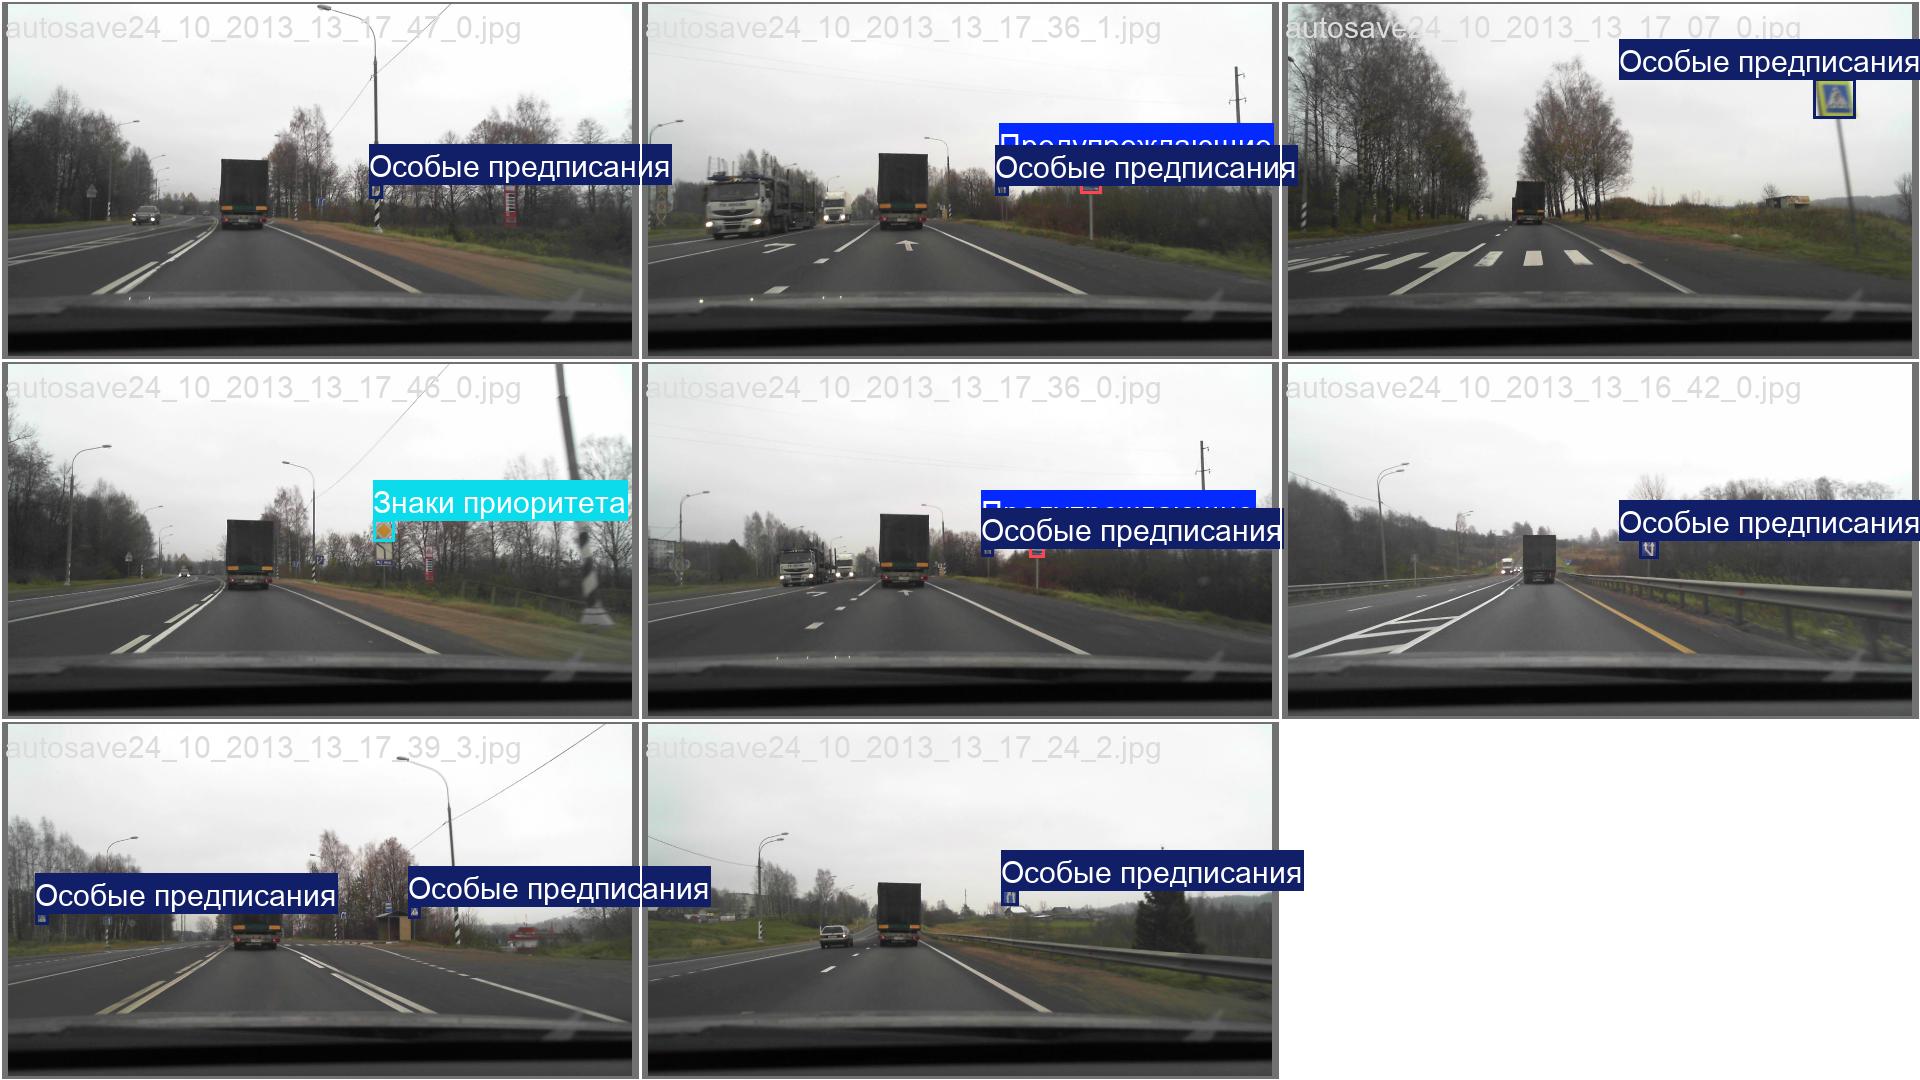 autosave24_10_2013_13_17_47_0.jpg
Особые предписания
autosave24_10_2013_13_17_36_1.jpg
Предупреждающие
Особые предписания
autosave24_10_2013_13_17_07_0.jpg
Особые предписания
autosave24_10_2013_13_17_46_0.jpg
Знаки приоритета
autosave24_10_2013_13_17_36_0.jpg
Особые предписания
autosave24_10_2013_13_16_42_0.jpg
Особые предписания
autosave24_10_2013_13_17_39_3.jpg
Особые предписания
Особые предписания
autosave24_10_2013_13_17_24_2.jpg
Особые предписания